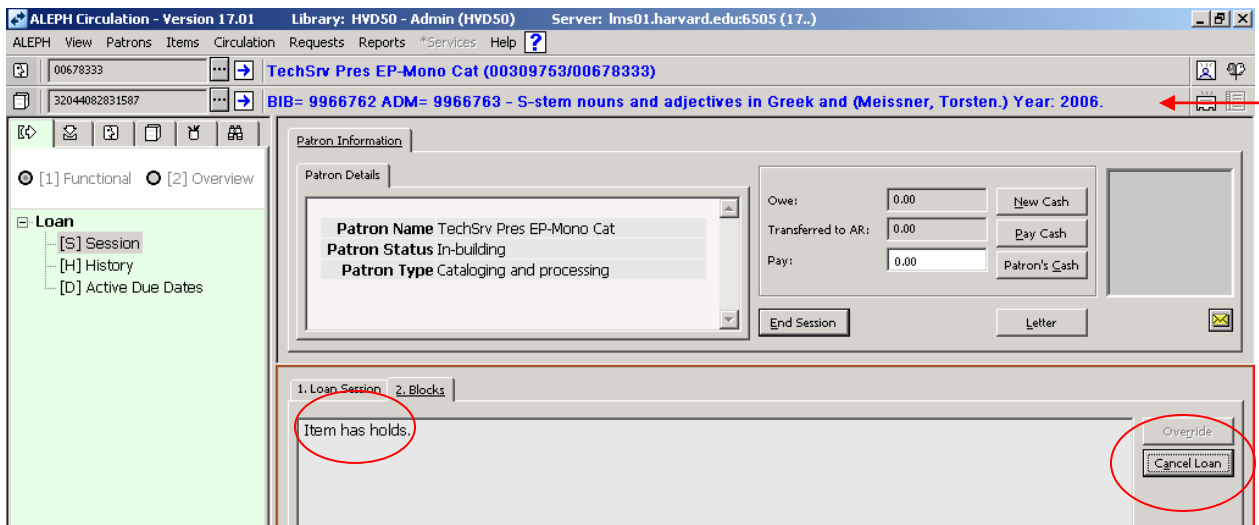 ALEPH Circulation - Version 17.01 Library: HVD50 - Admin (HVD50) Server: lms01.harvard.edu:6505 (17..)
ALEPH View Patrons Items Circulation Requests Reports *Services Help ?
00678333 ... TechSrv Pres EP-Mono Cat (00309753/00678333)
32044082831587 ... BIB= 9966762 ADM= 9966763 - S-stem nouns and adjectives in Greek and (Meissner, Torsten.) Year: 2006.
[1] Functional [2] Overview
Loan
[S] Session
[H] History
[D] Active Due Dates
Patron Information
Patron Details
Patron Name TechSrv Pres EP-Mono Cat
Patron Status In-building
Patron Type Cataloging and processing
Owe: 0.00 New Cash
Transferred to AR: 0.00 Pay Cash
Pay: 0.00 Patron's Cash
End Session Letter
1. Loan Session 2. Blocks
Item has holds.
Override
Cancel Loan